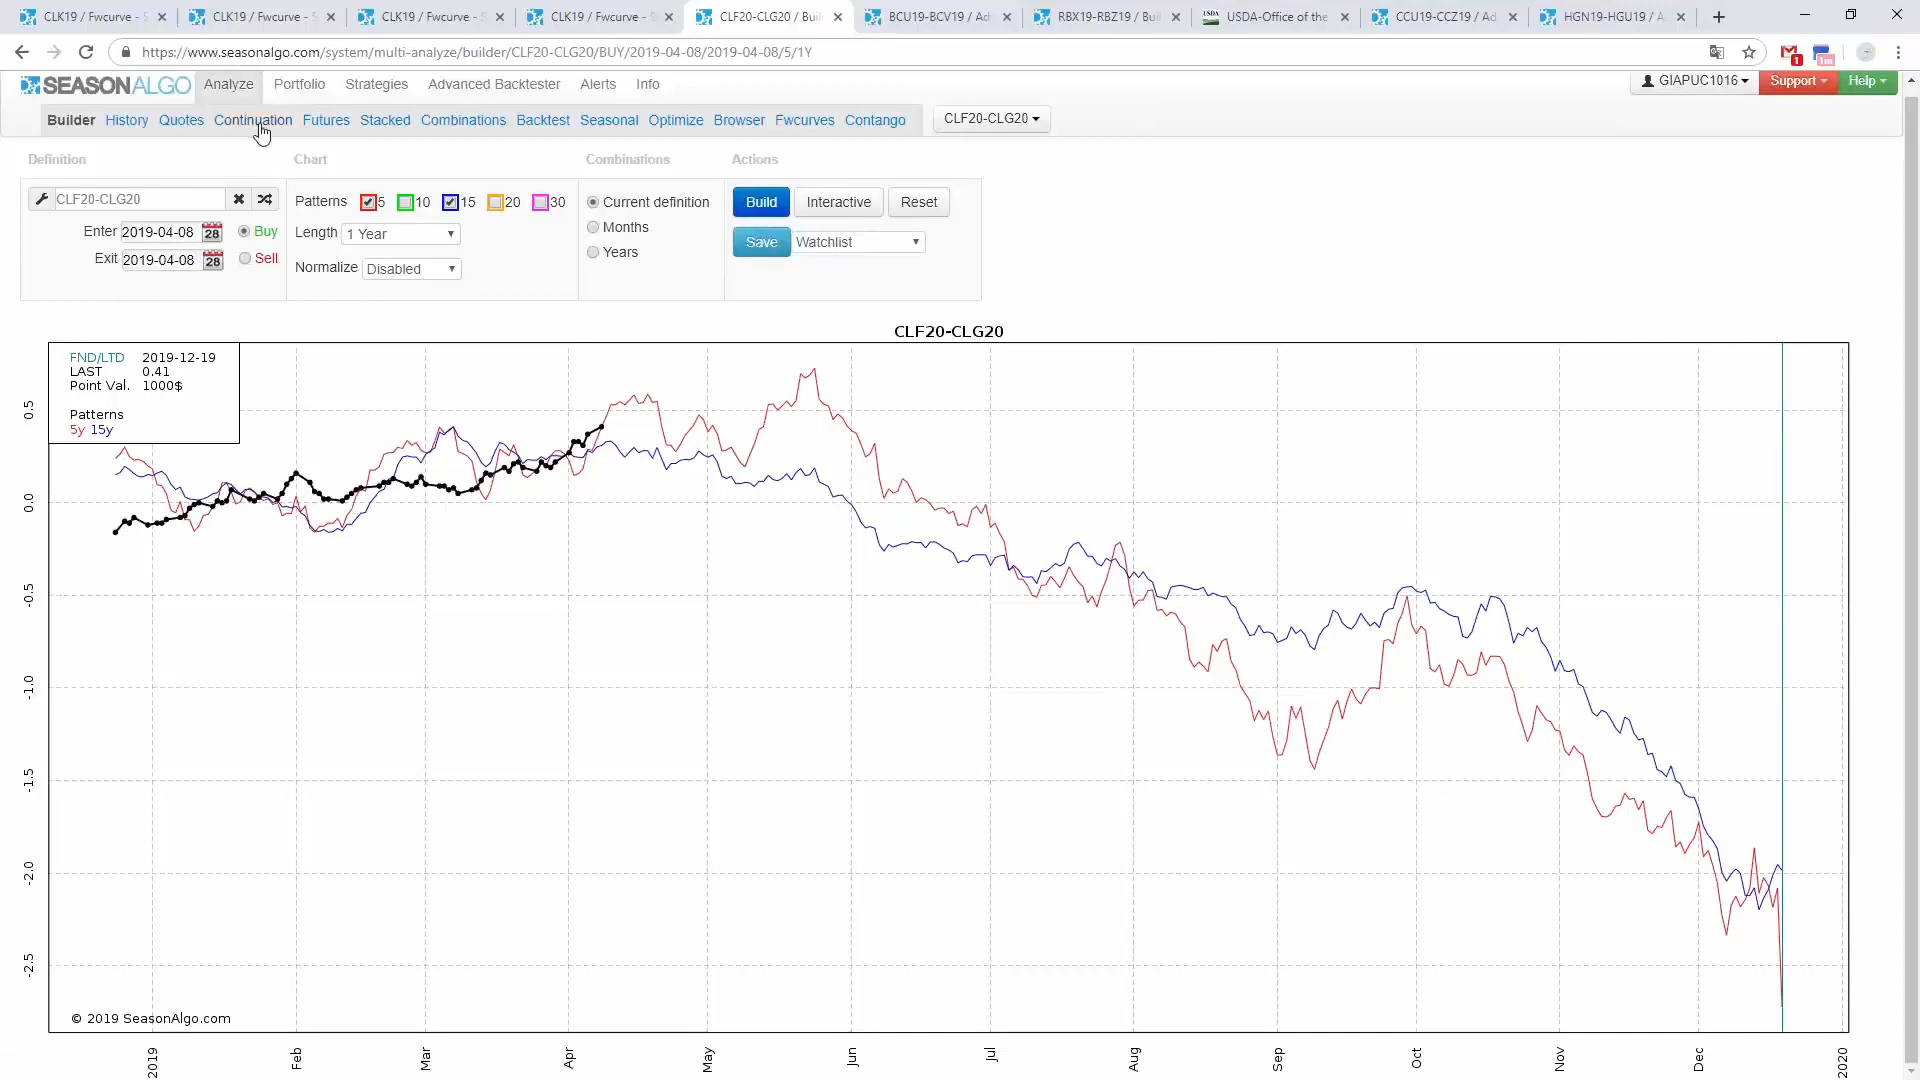 CLK19 / Fwcurve - S
CLK19 / Fwcurve - S
CLK19 / Fwcurve - S
CLK19 / Fwcurve - S
CLF20-CLG20 / Buil
BCU19-BCV19 / Ad
RBX19-RBZ19 / Buil
USDA USDA-Office of the
CCU19-CCZ19 / Ad
HGN19-HGU19 / A
https://www.seasonalgo.com/system/multi-analyze/builder/CLF20-CLG20/BUY/2019-04-08/2019-04-08/5/1Y
1
1m
SEASONALGO Analyze Portfolio Strategies Advanced Backtester Alerts Info GIAPUC1016 Support Help
Builder History Quotes Continuation Futures Stacked Combinations Backtest Seasonal Optimize Browser Fwcurves Contango CLF20-CLG20
Definition Chart Combinations Actions
CLF20-CLG20 Patterns 5 10 15 20 30 Current definition Build Interactive Reset
Enter 2019-04-08 28 Buy Length 1 Year Months
Save Watchlist
Exit 2019-04-08 28 Sell Normalize Disabled Years
CLF20-CLG20
FND/LTD 2019-12-19
LAST 0.41
Point Val. 1000$
Patterns
5y 15y
0.5
0.0
-0.5
-1.0
-1.5
-2.0
-2.5
© 2019 SeasonAlgo.com
2019 Feb Mar Apr May Jun Jul Aug Sep Oct Nov Dec 2020